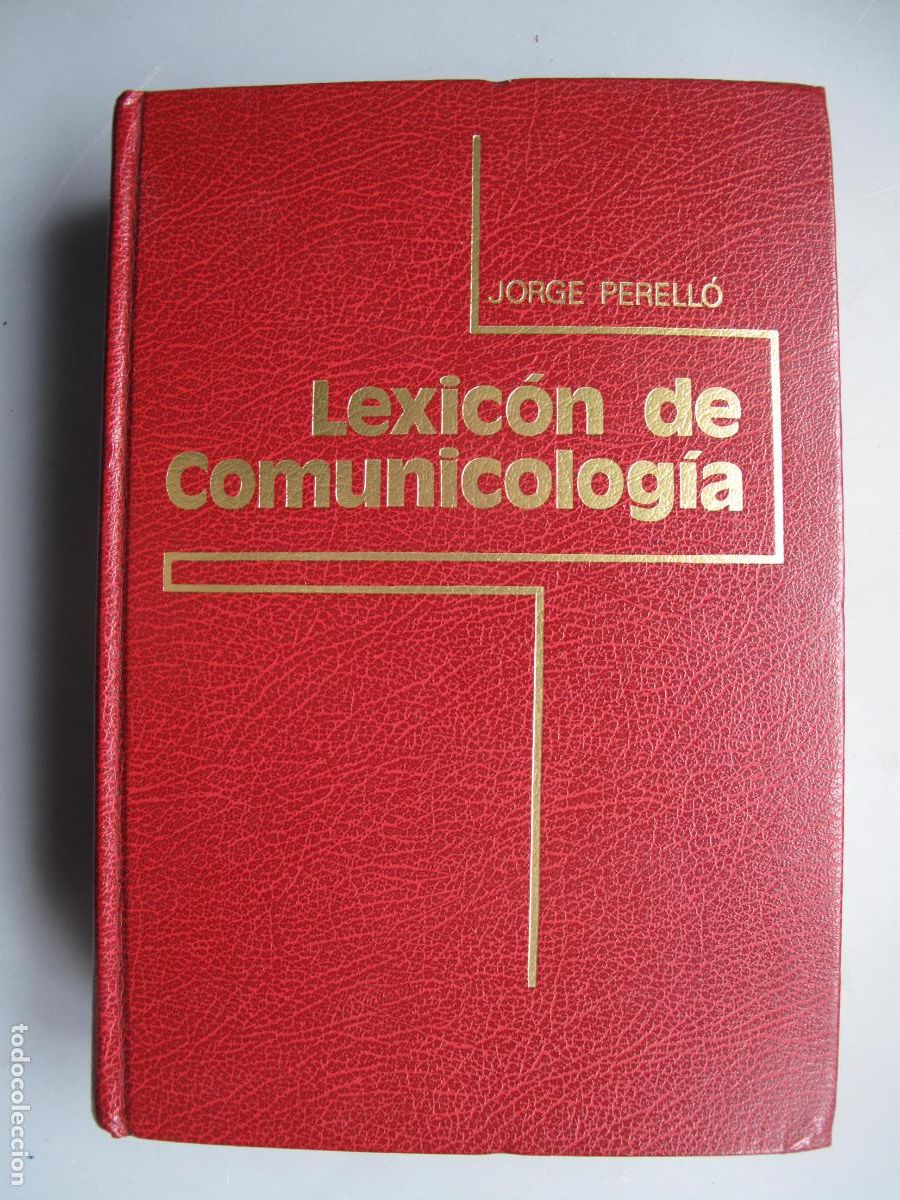 JORGE PERELLÓ
Lexicón de
Comunicología
todocoleccion